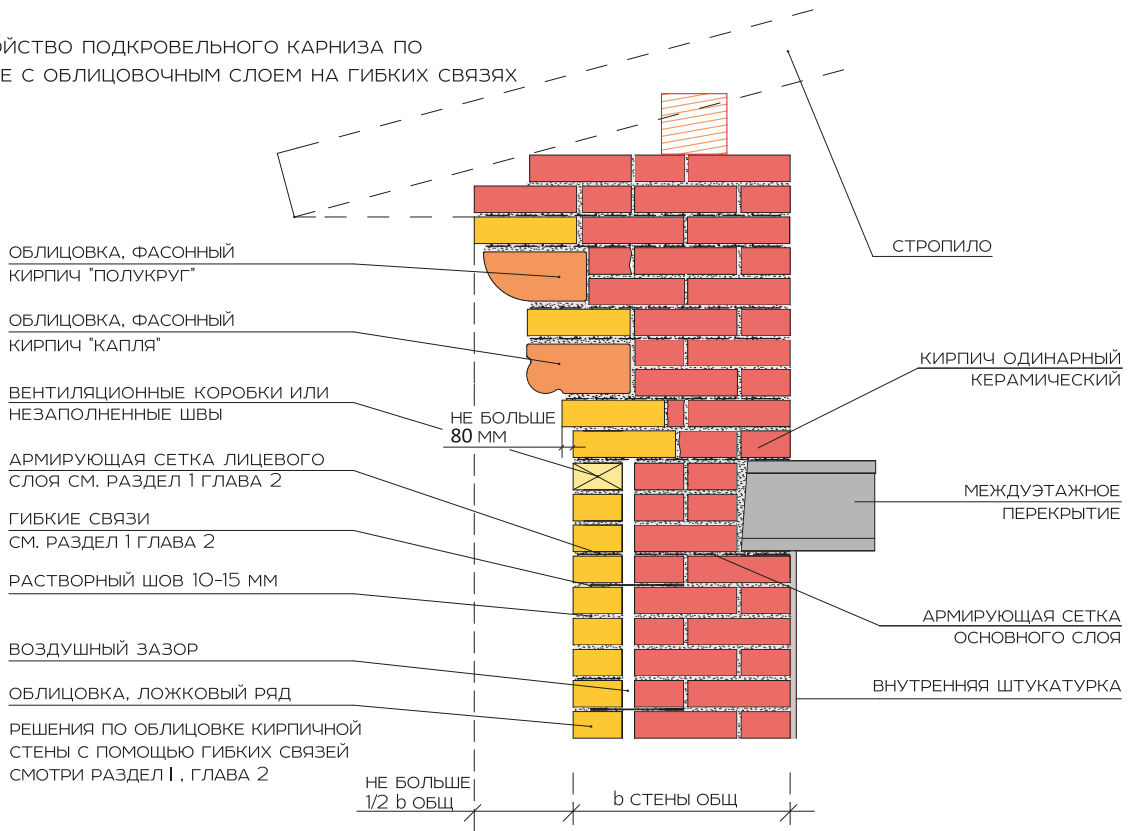 ОЙСТВО ПОДКРОВЕЛЬНОГО КАРНИЗА ПО
Е С ОБЛИЦОВОЧНЫМ СЛОЕМ НА ГИБКИХ СВЯЗЯХ
ОБЛИЦОВКА, ФАСОННЫЙ
КИРПИЧ "ПОЛУКРУГ"
ОБЛИЦОВКА, ФАСОННЫЙ
КИРПИЧ "КАПЛЯ"
ВЕНТИЛЯЦИОННЫЕ КОРОБКИ ИЛИ
НЕЗАПОЛНЕННЫЕ ШВЫ
НЕ БОЛЬШЕ
80 ММ
АРМИРУЮЩАЯ СЕТКА ЛИЦЕВОГО
СЛОЯ СМ. РАЗДЕЛ 1 ГЛАВА 2
ГИБКИЕ СВЯЗИ
СМ. РАЗДЕЛ 1 ГЛАВА 2
РАСТВОРНЫЙ ШОВ 10-15 ММ
ВОЗДУШНЫЙ ЗАЗОР
ОБЛИЦОВКА, ЛОЖКОВЫЙ РЯД
РЕШЕНИЯ ПО ОБЛИЦОВКЕ КИРПИЧНОЙ
СТЕНЫ С ПОМОЩЬЮ ГИБКИХ СВЯЗЕЙ
СМОТРИ РАЗДЕЛ I , ГЛАВА 2
НЕ БОЛЬШЕ
1/2 b ОБЩ
b СТЕНЫ ОБЩ
СТРОПИЛО
КИРПИЧ ОДИНАРНЫЙ
КЕРАМИЧЕСКИЙ
МЕЖДУЭТАЖНОЕ
ПЕРЕКРЫТИЕ
АРМИРУЮЩАЯ СЕТКА
ОСНОВНОГО СЛОЯ
ВНУТРЕННЯЯ ШТУКАТУРКА